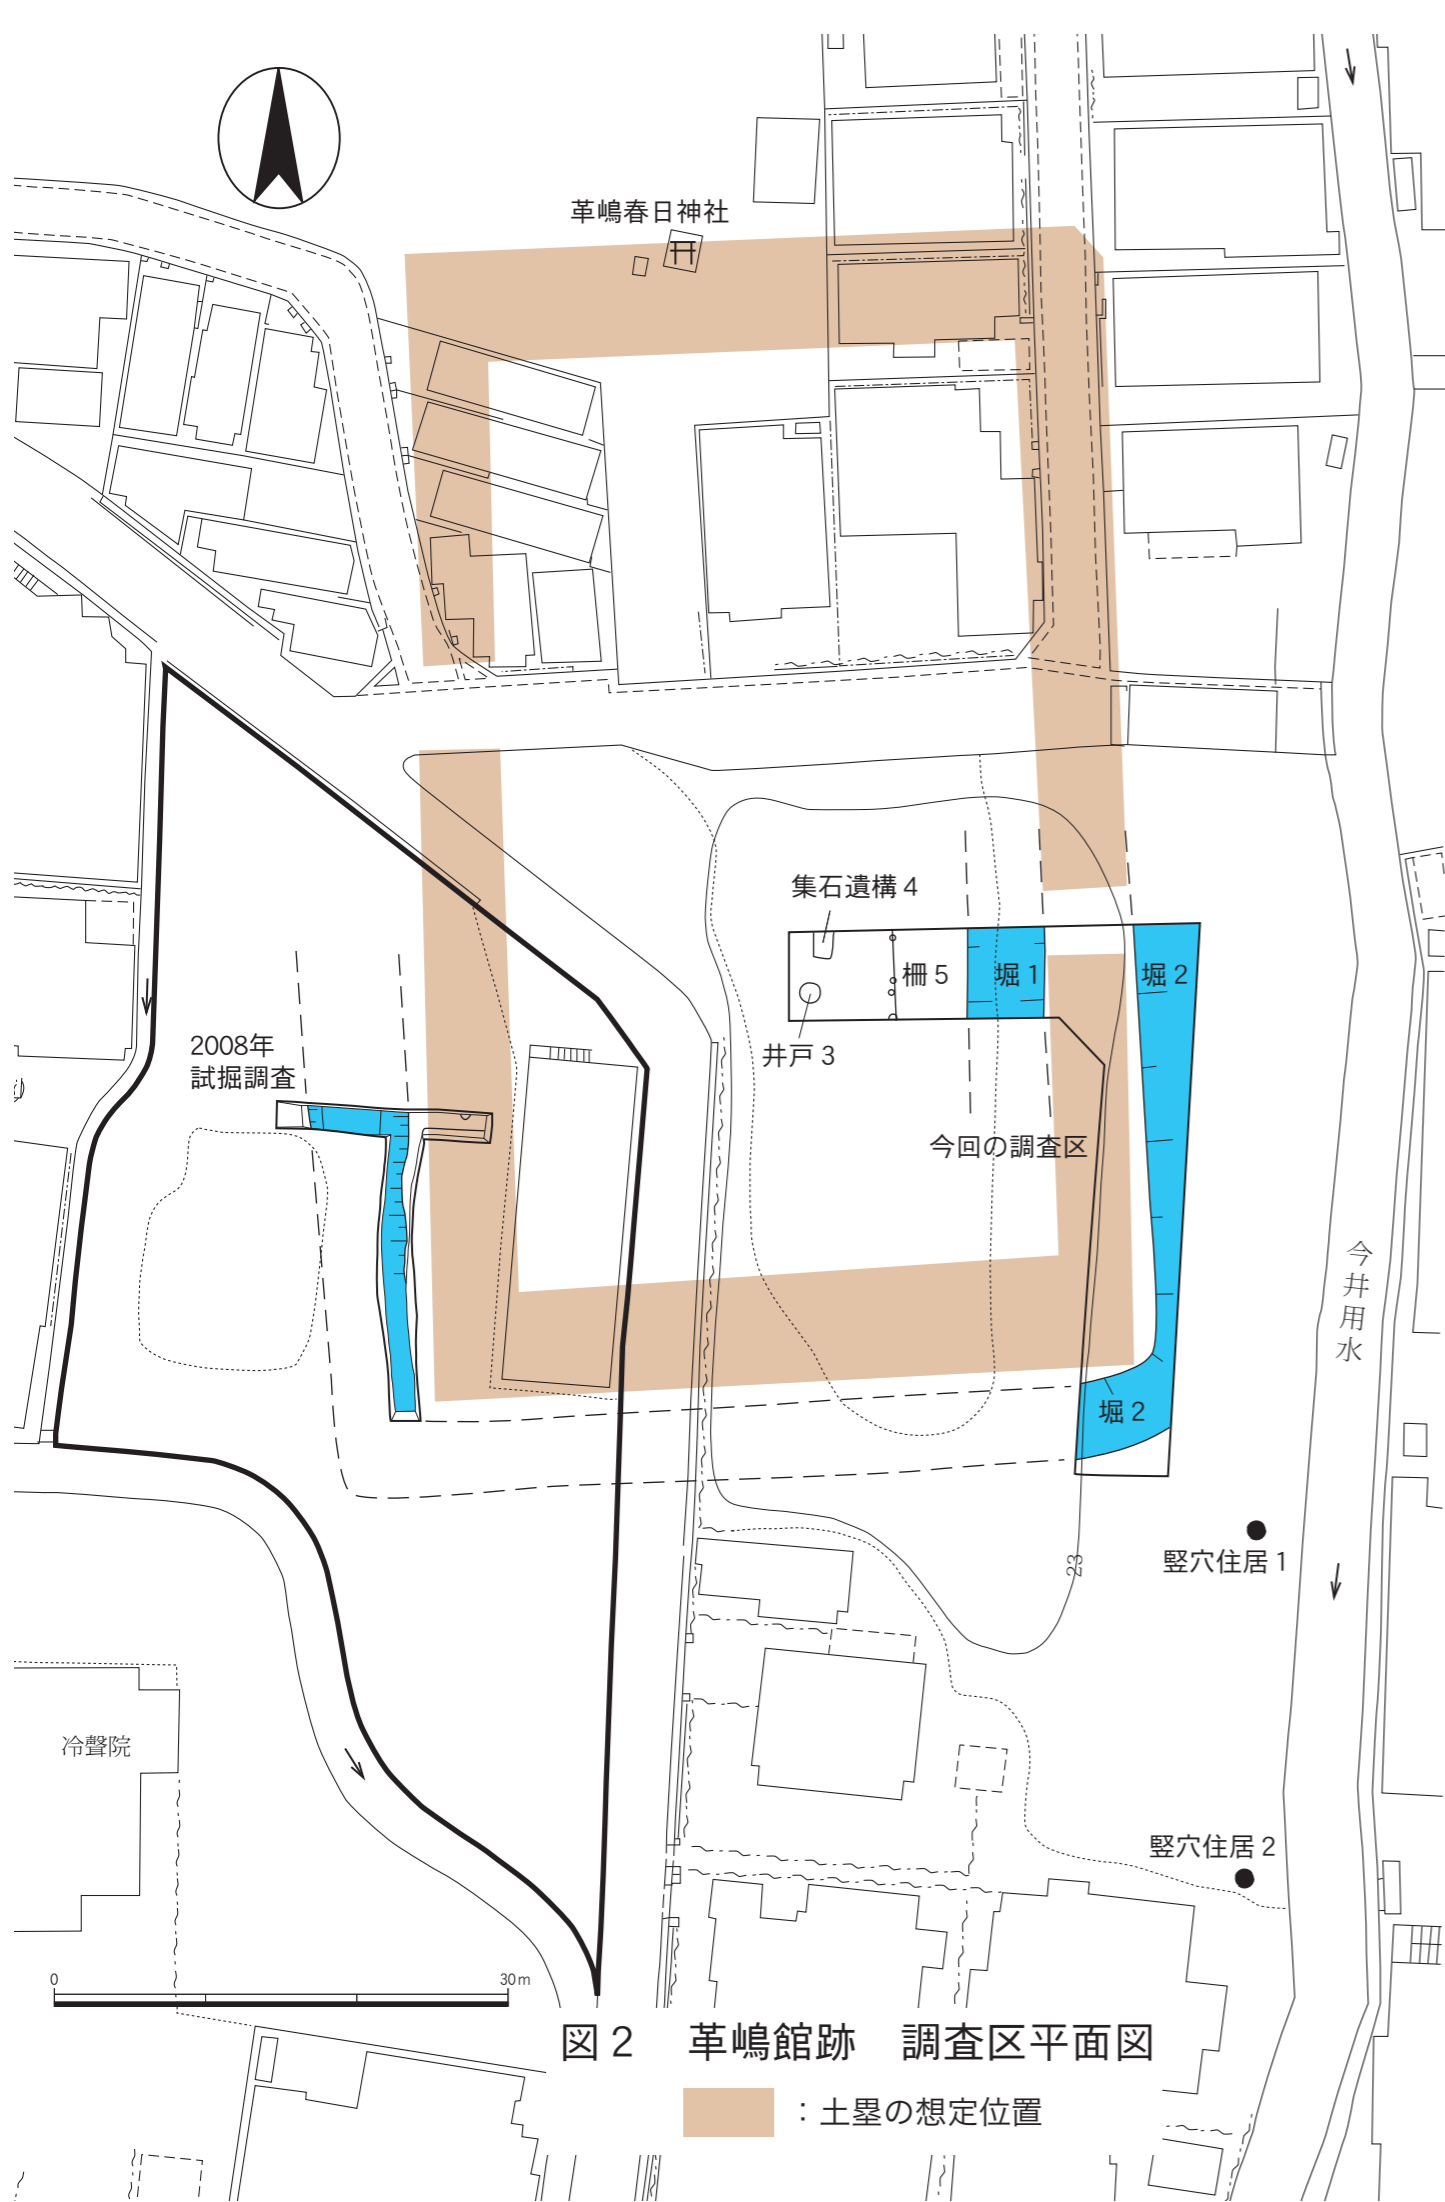 革嶋春日神社
集石遺構４
柵５
堀１
堀２
井戸３
2008年
試掘調査
今回の調査区
今井用水
堀２
23
竪穴住居１
冷聲院
竪穴住居２
0
30m
図２　革嶋館跡　調査区平面図
：土塁の想定位置